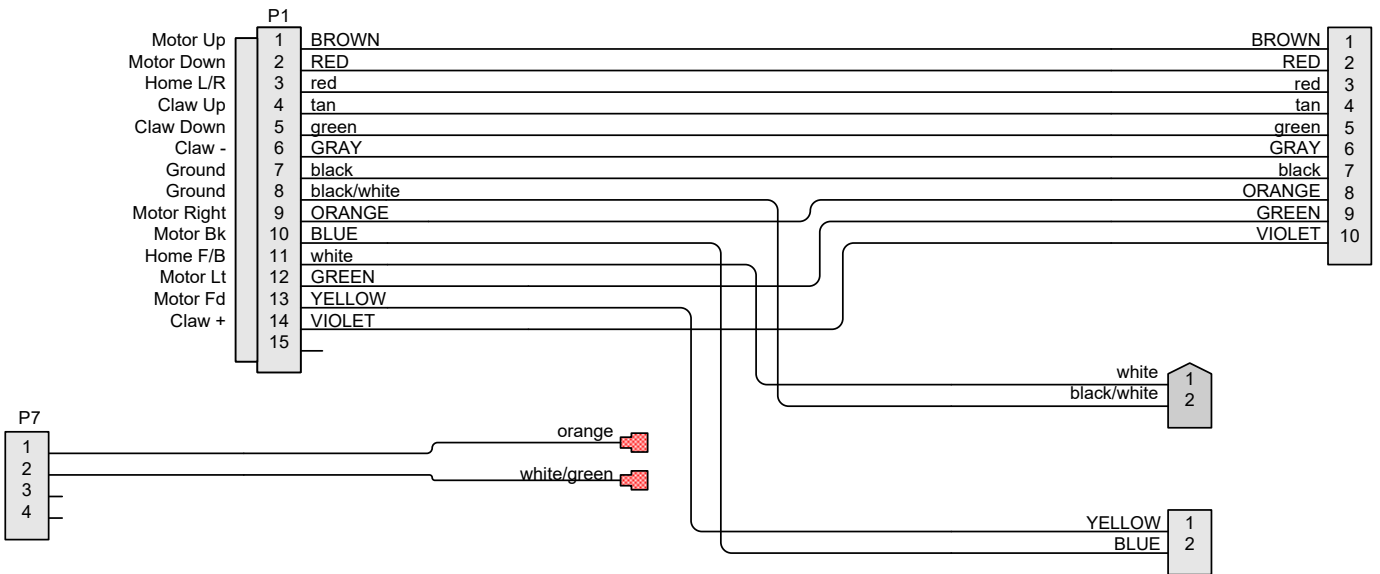 P1
Motor Up 1 BROWN BROWN 1
Motor Down 2 RED RED 2
Home L/R 3 red red 3
Claw Up 4 tan tan 4
Claw Down 5 green green 5
Claw - 6 GRAY GRAY 6
Ground 7 black black 7
Ground 8 black/white ORANGE 8
Motor Right 9 ORANGE GREEN 9
Motor Bk 10 BLUE VIOLET 10
Home F/B 11 white
Motor Lt 12 GREEN
Motor Fd 13 YELLOW
Claw + 14 VIOLET
15
white 1
black/white 2
P7
1 orange
2 white/green
3
4
YELLOW 1
BLUE 2